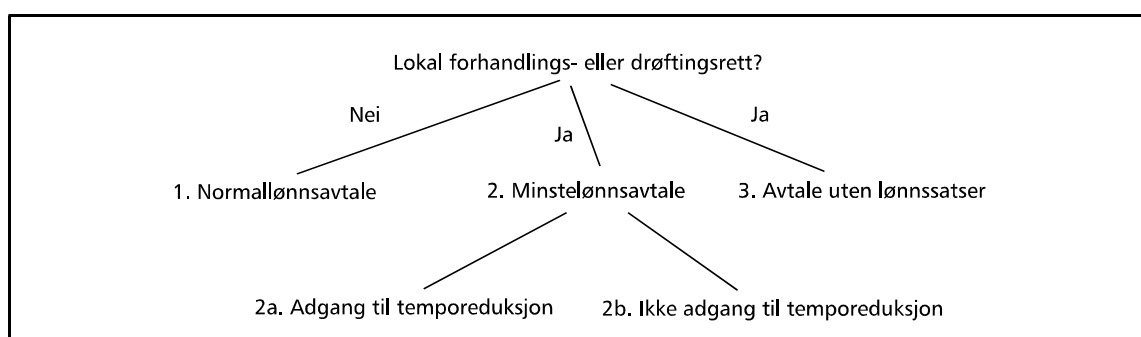 Lokal forhandlings- eller drøftingsrett?
Nei
Ja
Ja
1. Normallønnsavtale
2. Minstelønnsavtale
3. Avtale uten lønnssatser
2a. Adgang til temporeduksjon
2b. Ikke adgang til temporeduksjon